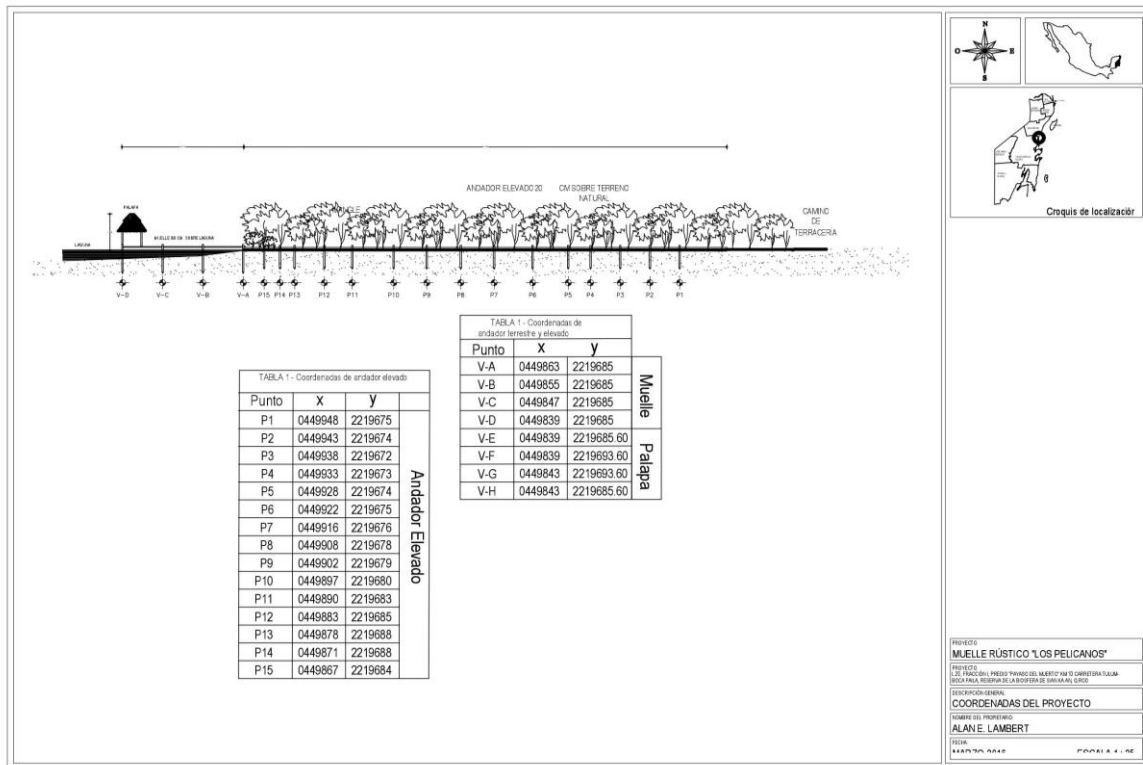 ANDADOR ELEVADO 20 CM SOBRE TERRENO
NATURAL
PALAPA
MANGLE
CAMINO
DE
TERRACERIA
LAGUNA
V-D V-C V-B V-A P15 P14 P13 P12 P11 P10 P9 P8 P7 P6 P5 P4 P3 P2 P1
TABLA 1 - Coordenadas de
andador terrestre y elevado
Punto x y
V-A 0449863 2219685
V-B 0449855 2219685
V-C 0449847 2219685
V-D 0449839 2219685
Muelle
V-E 0449839 2219685.60
V-F 0449839 2219693.60
V-G 0449843 2219693.60
V-H 0449843 2219685.60
Palapa
TABLA 1 - Coordenadas de andador elevado
Punto x y
P1 0449948 2219675
P2 0449943 2219674
P3 0449938 2219672
P4 0449933 2219673
P5 0449928 2219674
P6 0449922 2219675
P7 0449916 2219676
P8 0449908 2219678
P9 0449902 2219679
P10 0449897 2219680
P11 0449890 2219683
P12 0449883 2219685
P13 0449878 2219688
P14 0449871 2219688
P15 0449867 2219684
Andador Elevado
N
O E
S
Croquis de localización
PROYECTO
MUELLE RÚSTICO "LOS PELICANOS"
PROYECTO
DESCRIPCIÓN GENERAL
COORDENADAS DEL PROYECTO
NOMBRE DEL PROPIETARIO
ALAN E. LAMBERT
FECHA